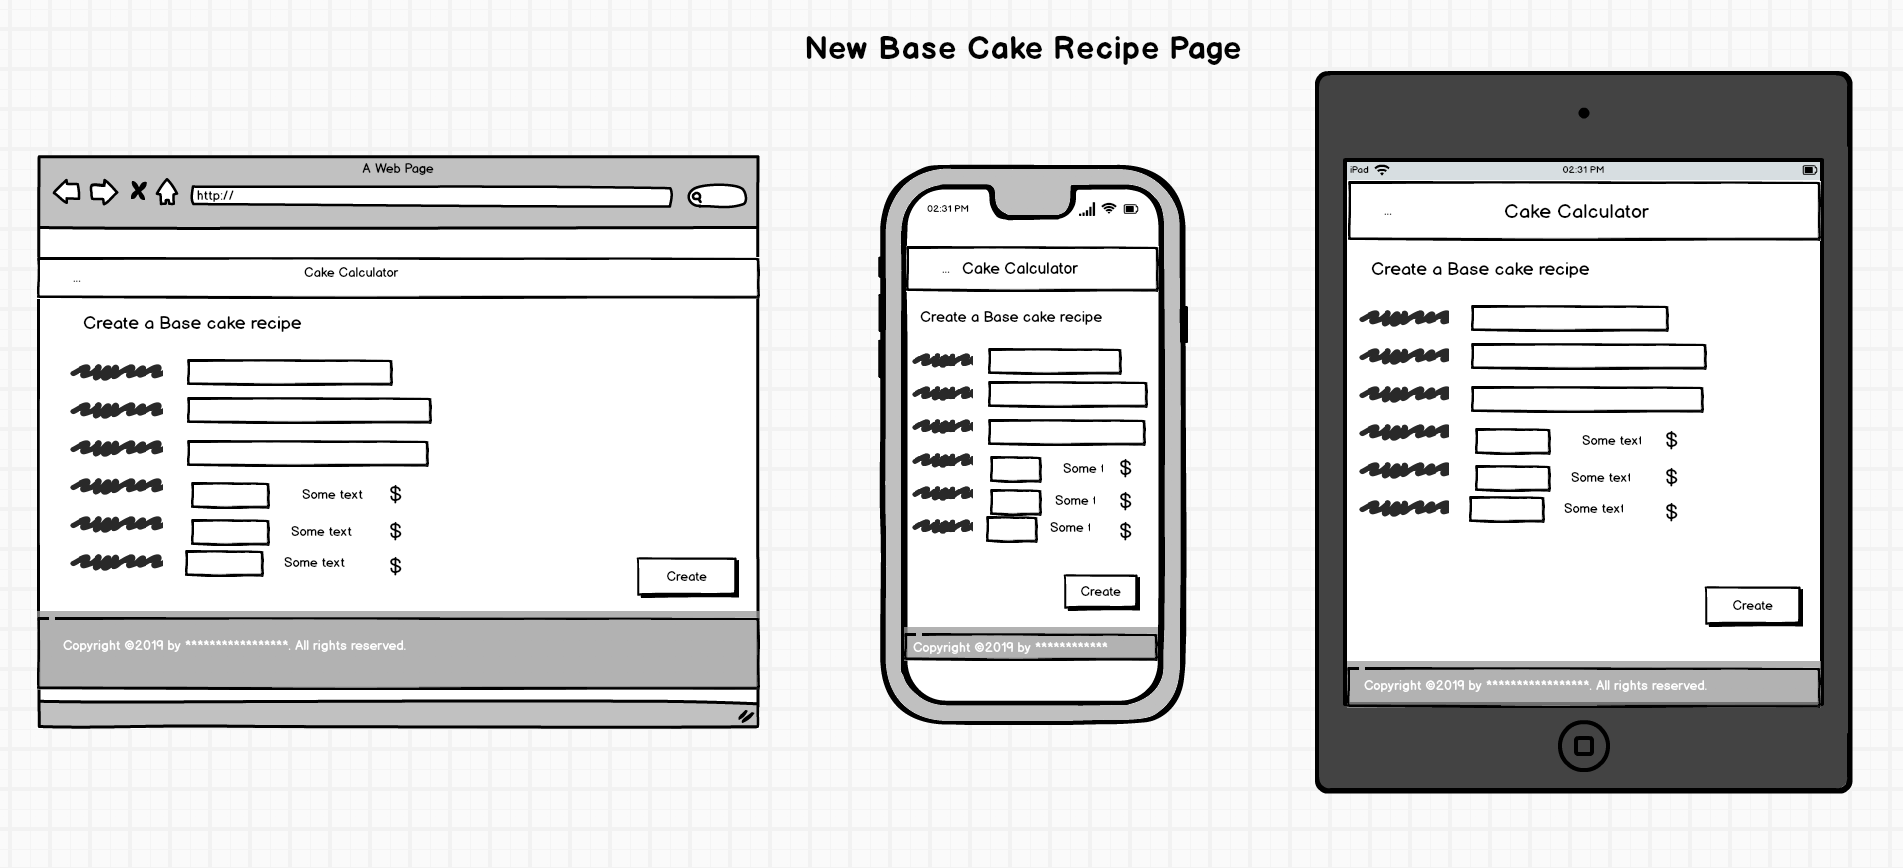 New Base Cake Recipe Page
A Web Page
http://
Cake Calculator
...
Create a Base cake recipe
Some text $
Some text $
Some text $
Create
Copyright ©2019 by *****************. All rights reserved.
02:31 PM
... Cake Calculator
Create a Base cake recipe
Some t $
Some t $
Some t $
Create
Copyright ©2019 by ************
iPad 02:31 PM
... Cake Calculator
Create a Base cake recipe
Some text $
Some text $
Some text $
Create
Copyright ©2019 by *****************. All rights reserved.